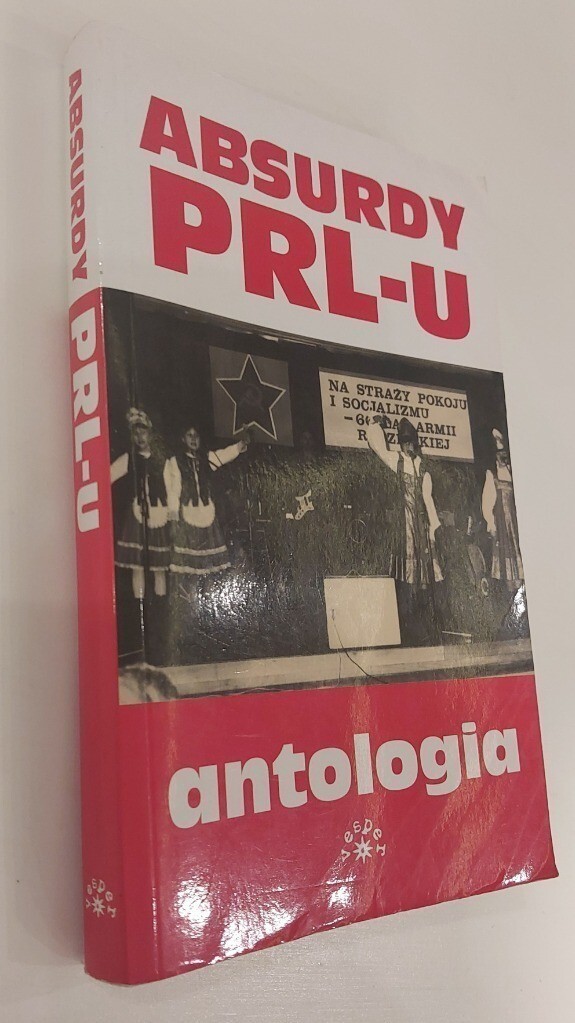 ABSURDY
PRL-U
NA STRAŻY POKOJU
I SOCJALIZMU
ARMII
antologia
vesper
ABSURDY PRL-U
vesper